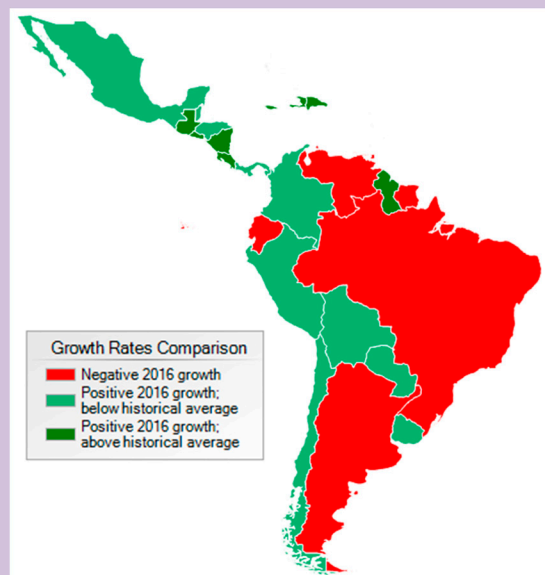 Growth Rates Comparison
Negative 2016 growth
Positive 2016 growth;
below historical average
Positive 2016 growth;
above historical average